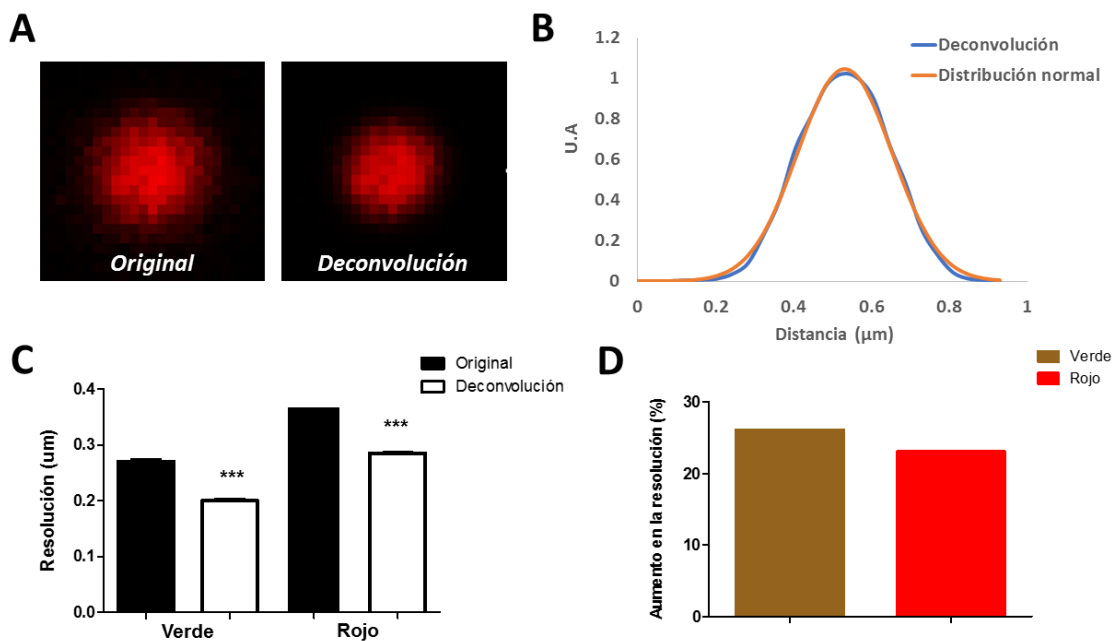 A
Original
Deconvolución
B
Deconvolución
Distribución normal
1.2
1
0.8
0.6
0.4
0.2
0
U.A
0
0.2
0.4
0.6
0.8
1
Distancia (µm)
C
Original
Deconvolución
0.4
0.3
0.2
0.1
0.0
Resolución (um)
***
***
Verde
Rojo
D
Verde
Rojo
30
20
10
0
Aumento en la resolución (%)